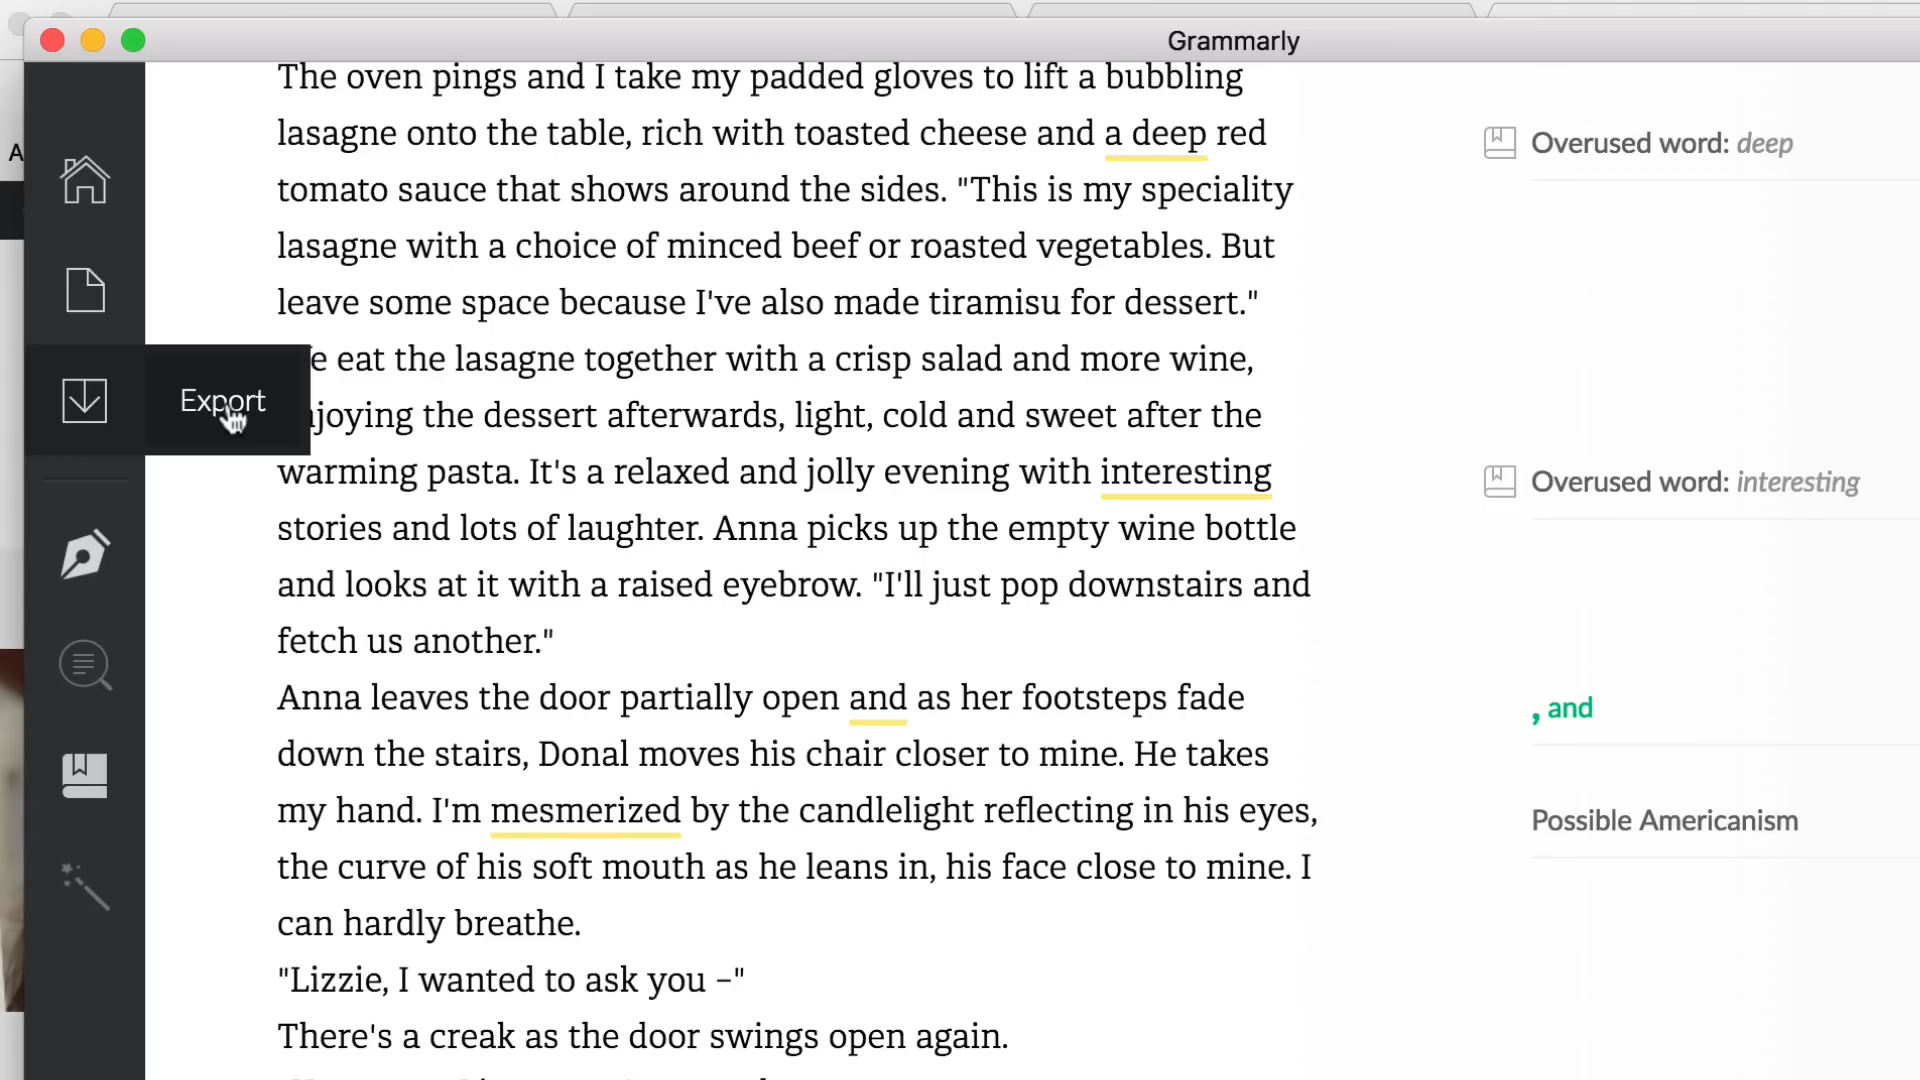 Grammarly
The oven pings and I take my padded gloves to lift a bubbling
lasagne onto the table, rich with toasted cheese and a deep red
tomato sauce that shows around the sides. "This is my speciality
lasagne with a choice of minced beef or roasted vegetables. But
leave some space because I've also made tiramisu for dessert."
e eat the lasagne together with a crisp salad and more wine,
joying the dessert afterwards, light, cold and sweet after the
warming pasta. It's a relaxed and jolly evening with interesting
stories and lots of laughter. Anna picks up the empty wine bottle
and looks at it with a raised eyebrow. "I'll just pop downstairs and
fetch us another."
Anna leaves the door partially open and as her footsteps fade
down the stairs, Donal moves his chair closer to mine. He takes
my hand. I'm mesmerized by the candlelight reflecting in his eyes,
the curve of his soft mouth as he leans in, his face close to mine. I
can hardly breathe.
"Lizzie, I wanted to ask you –"
There's a creak as the door swings open again.
A
Export
Overused word: deep
Overused word: interesting
, and
Possible Americanism